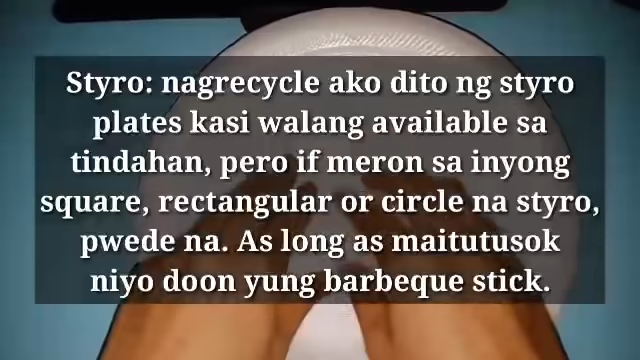 Styro: nagrecycle ako dito ng styro
plates kasi walang available sa
tindahan, pero if meron sa inyong
square, rectangular or circle na styro,
pwede na. As long as maitutusok
niyo doon yung barbeque stick.